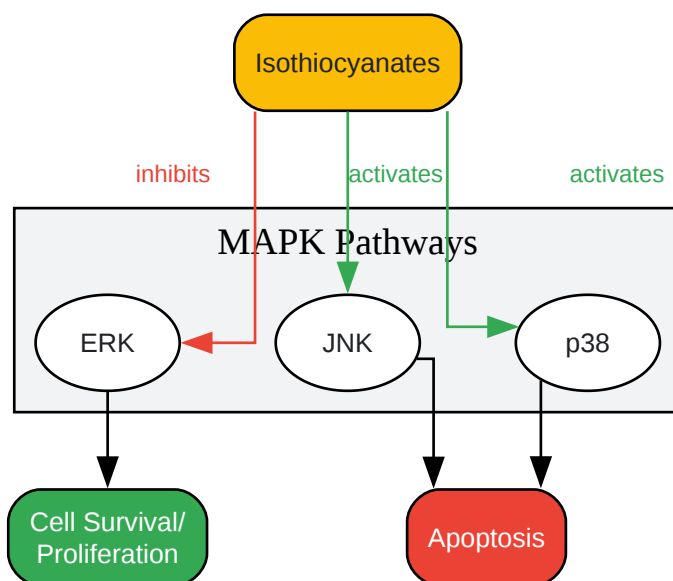 Isothiocyanates
inhibits
activates
activates
MAPK Pathways
ERK
JNK
p38
Cell Survival/
Proliferation
Apoptosis